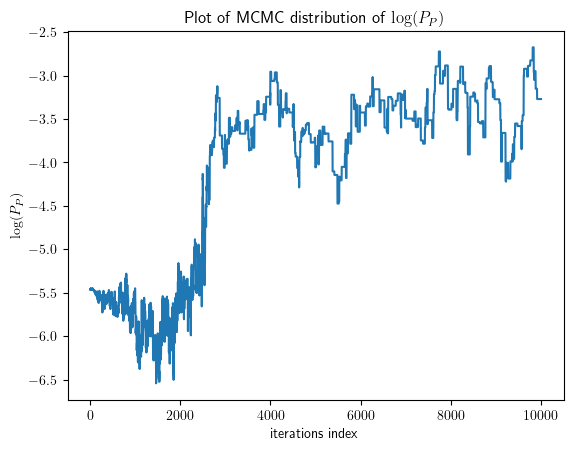 Plot of MCMC distribution of log(P_P)
−2.5
−3.0
−3.5
−4.0
−4.5
−5.0
−5.5
−6.0
−6.5
log(P_P)
0 2000 4000 6000 8000 10000
iterations index